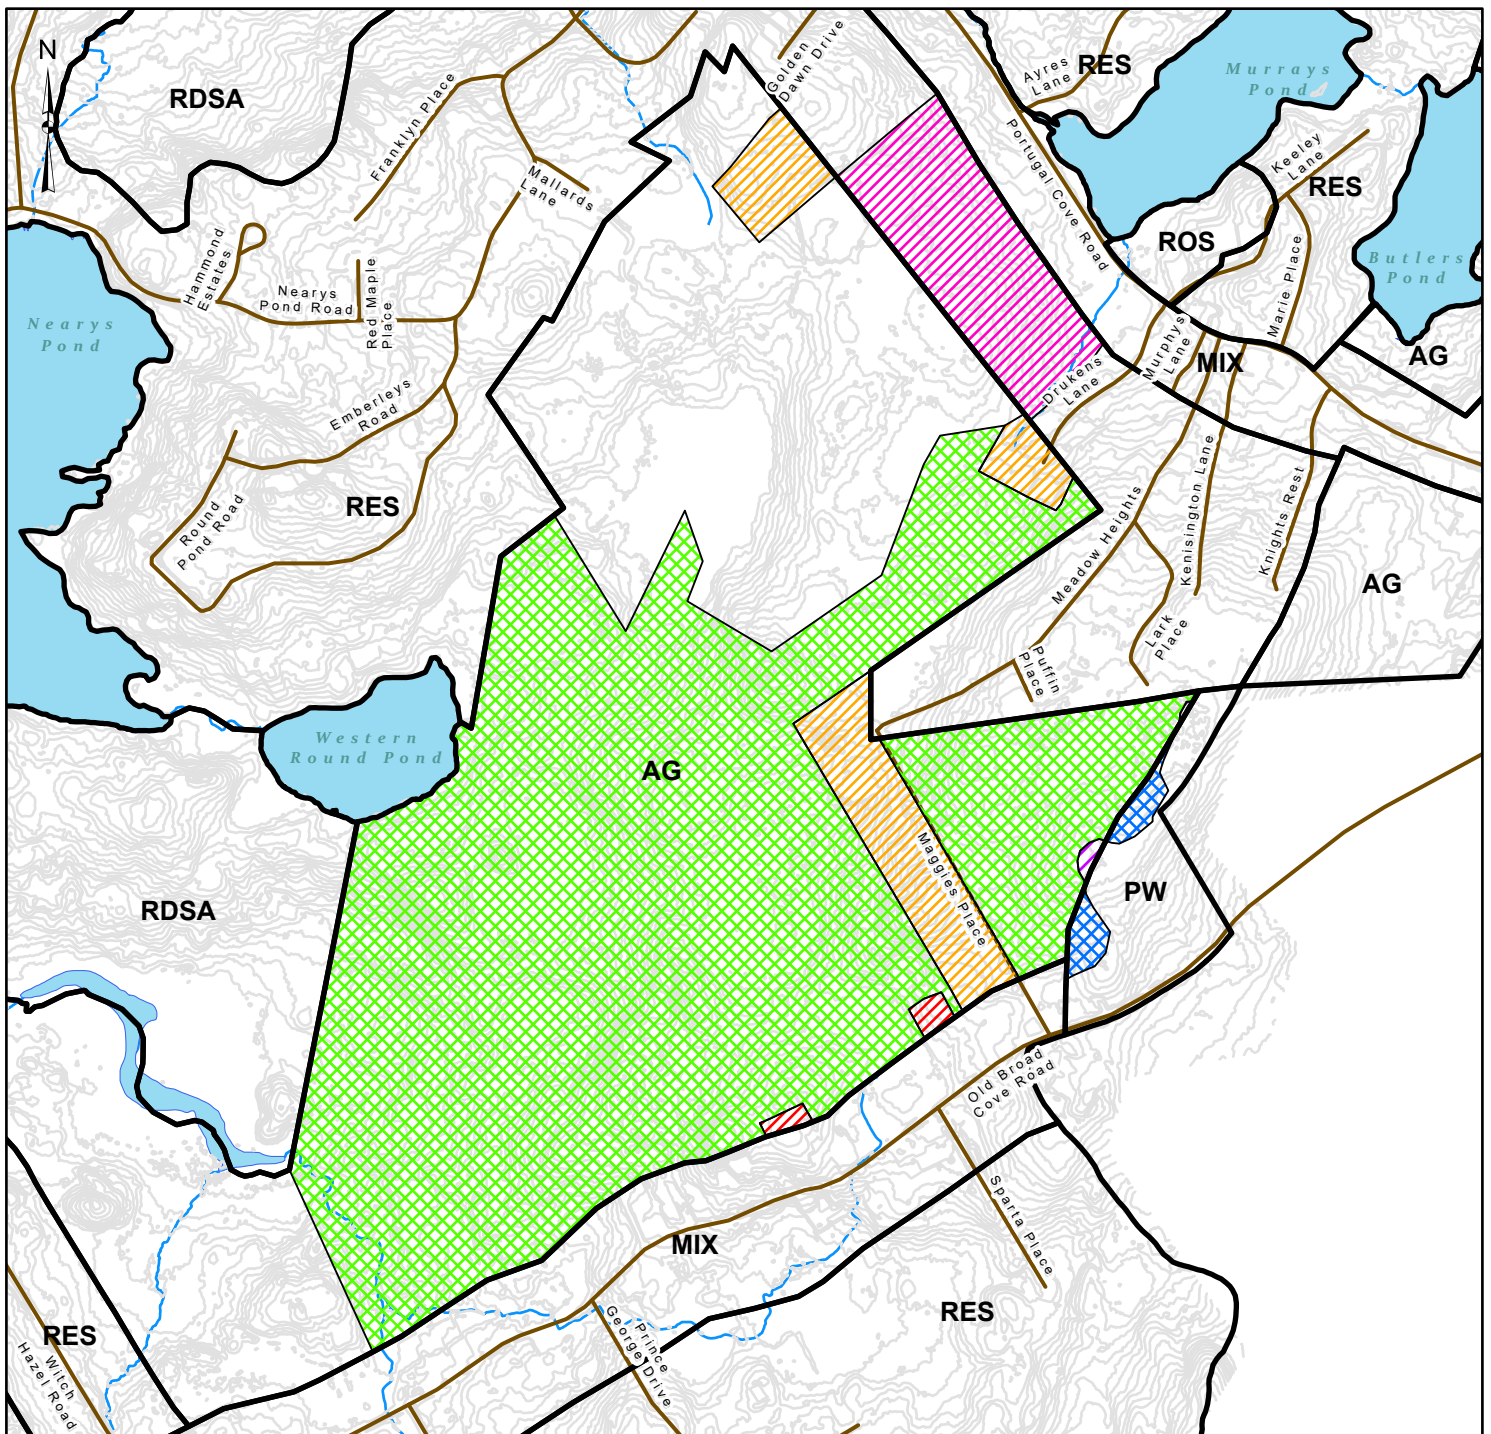 N
RDSA
Franklyn Place
Golden
Dawn Drive
Ayres
Lane
RES
Murrays
Pond
Portugal Cove Road
Keeley
Lane
RES
Mallards
Lane
Hammond
Estates
Nearys
Pond Road
Red Maple
Place
ROS
Butlers
Pond
Marie Place
Nearys
Pond
Murphys
Lane
MIX
AG
Drukens
Lane
Emberleys
Road
RES
Round
Pond Road
Meadow Heights
Kenisington Lane
Knights Rest
AG
Lark
Place
Puffin
Place
Western
Round Pond
AG
Maggies Place
PW
RDSA
Old Broad
Cove Road
Sparta Place
MIX
RES
Prince
George Drive
RES
Witch
Hazel Road